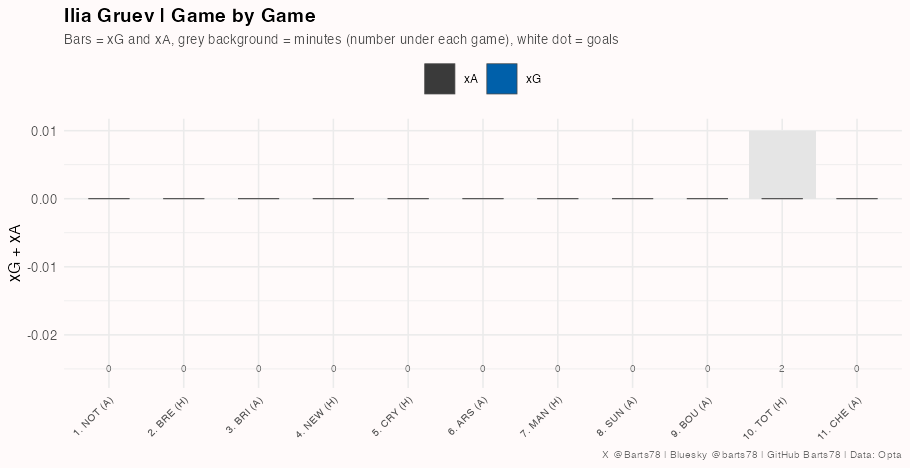 Ilia Gruev | Game by Game
Bars = xG and xA, grey background = minutes (number under each game), white dot = goals
xA xG
xG + xA
0.01
0.00
-0.01
-0.02
0 0 0 0 0 0 0 0 0 2 0
1. NOT (A)
2. BRE (H)
3. BRI (A)
4. NEW (H)
5. CRY (H)
6. ARS (A)
7. MAN (H)
8. SUN (A)
9. BOU (A)
10. TOT (H)
11. CHE (A)
X @Barts78 | Bluesky @barts78 | GitHub Barts78 | Data: Opta